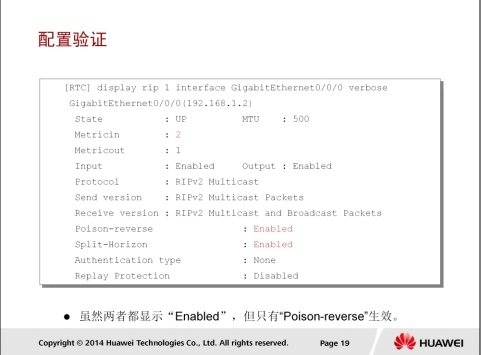 配置验证
[RTC] display rip 1 interface GigabitEthernet0/0/0 verbose
GigabitEthernet0/0/0(192.168.1.2)
State : UP MTU : 500
Metricin : 2
Metricout : 1
Input : Enabled Output : Enabled
Protocol : RIPv2 Multicast
Send version : RIPv2 Multicast Packets
Receive version : RIPv2 Multicast and Broadcast Packets
Poison-reverse : Enabled
Split-Horizon : Enabled
Authentication type : None
Replay Protection : Disabled
● 虽然两者都显示“Enabled”，但只有“Poison-reverse”生效。
Copyright © 2014 Huawei Technologies Co., Ltd. All rights reserved. Page 19 HUAWEI